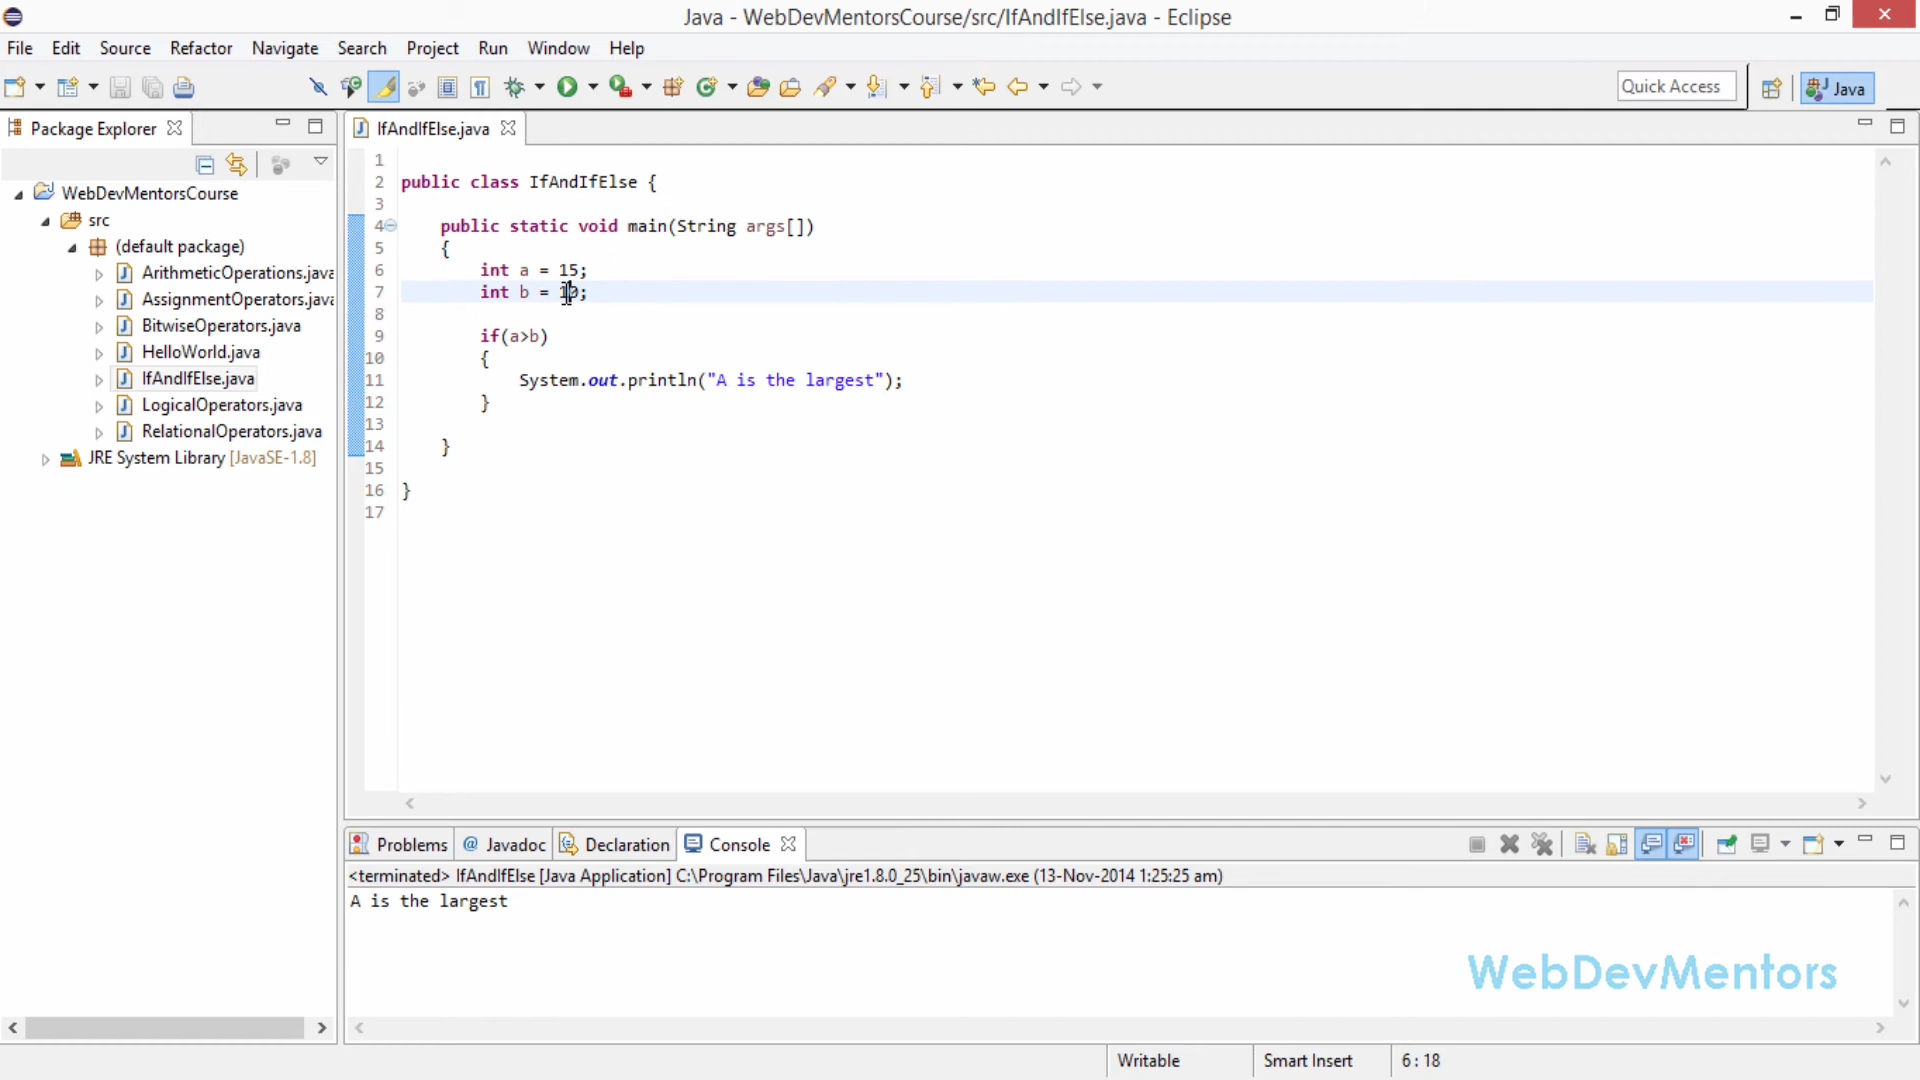 Java - WebDevMentorsCourse/src/IfAndIfElse.java - Eclipse
File Edit Source Refactor Navigate Search Project Run Window Help
Quick Access
Java
Package Explorer
WebDevMentorsCourse
src
(default package)
ArithmeticOperations.java
AssignmentOperators.java
BitwiseOperators.java
HelloWorld.java
IfAndIfElse.java
LogicalOperators.java
RelationalOperators.java
JRE System Library [JavaSE-1.8]
IfAndIfElse.java
1
2 public class IfAndIfElse {
3
4 public static void main(String args[])
5 {
6 int a = 15;
7 int b = 10;
8
9 if(a>b)
10 {
11 System.out.println("A is the largest");
12 }
13
14 }
15
16 }
17
Problems @ Javadoc Declaration Console
<terminated> IfAndIfElse [Java Application] C:\Program Files\Java\jre1.8.0_25\bin\javaw.exe (13-Nov-2014 1:25:25 am)
A is the largest
WebDevMentors
Writable Smart Insert 6 : 18